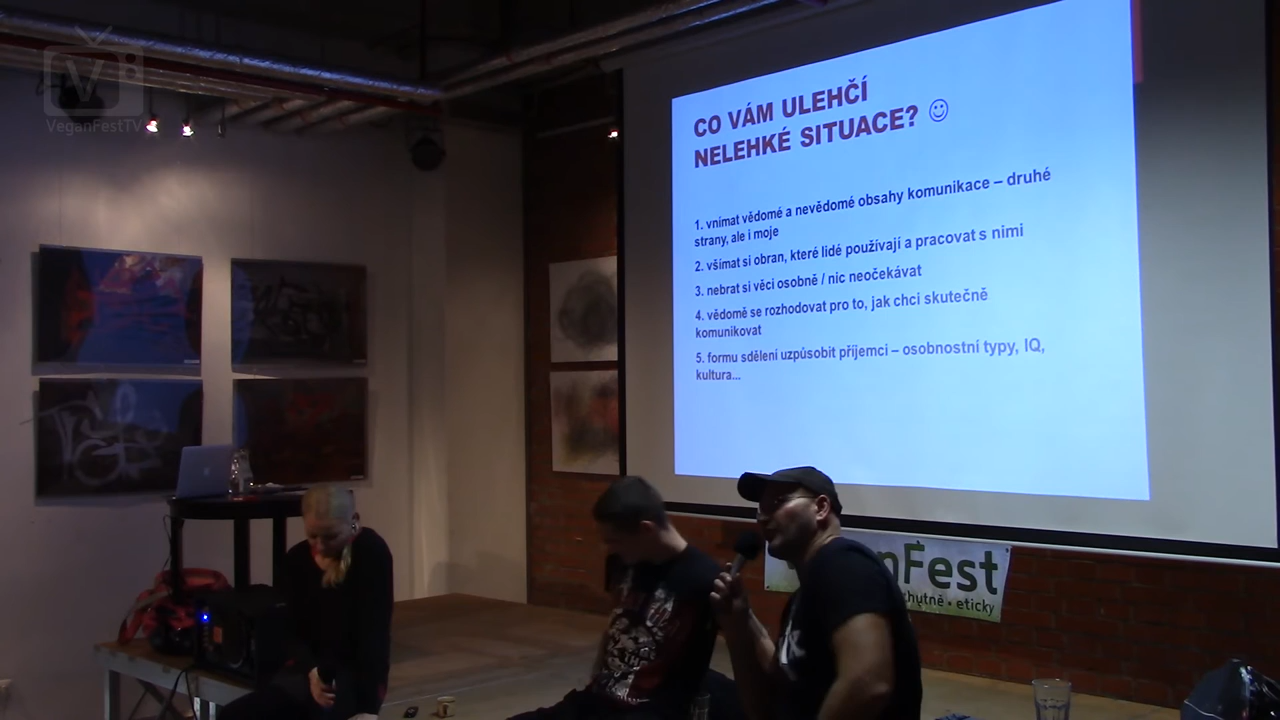 VeganFestTV
CO VÁM ULEHČÍ
NELEHKÉ SITUACE? ☺
1. vnímat vědomé a nevědomé obsahy komunikace – druhé
strany, ale i moje
2. všímat si obran, které lidé používají a pracovat s nimi
3. nebrat si věci osobně / nic neočekávat
4. vědomě se rozhodovat pro to, jak chci skutečně
komunikovat
5. formu sdělení uzpůsobit příjemci – osobnostní typy, IQ,
kultura...
nFest
chutně • eticky